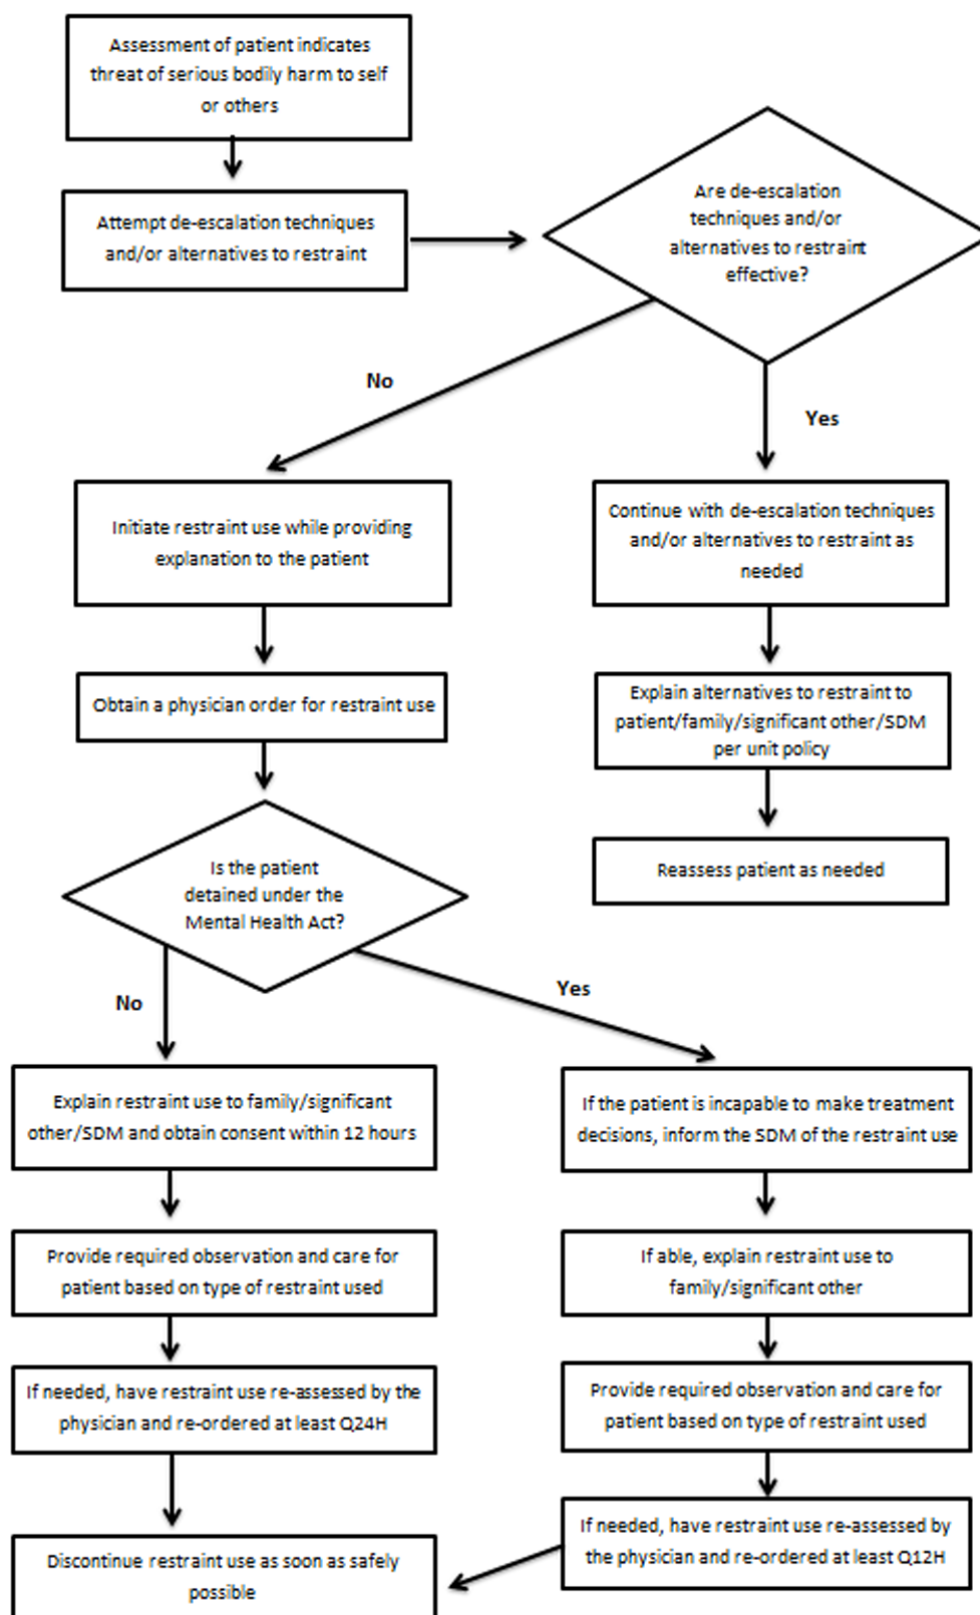 Assessment of patient indicates
threat of serious bodily harm to self
or others
Attempt de-escalation techniques
and/or alternatives to restraint
Are de-escalation
techniques and/or
alternatives to restraint
effective?
No
Yes
Initiate restraint use while providing
explanation to the patient
Continue with de-escalation techniques
and/or alternatives to restraint as
needed
Obtain a physician order for restraint use
Explain alternatives to restraint to
patient/family/significant other/SDM
per unit policy
Reassess patient as needed
Is the patient
detained under the
Mental Health Act?
No
Yes
Explain restraint use to family/significant
other/SDM and obtain consent within 12 hours
If the patient is incapable to make treatment
decisions, inform the SDM of the restraint use
Provide required observation and care for
patient based on type of restraint used
If able, explain restraint use to
family/significant other
If needed, have restraint use re-assessed by the
physician and re-ordered at least Q24H
Provide required observation and care for
patient based on type of restraint used
If needed, have restraint use re-assessed by
the physician and re-ordered at least Q12H
Discontinue restraint use as soon as safely
possible